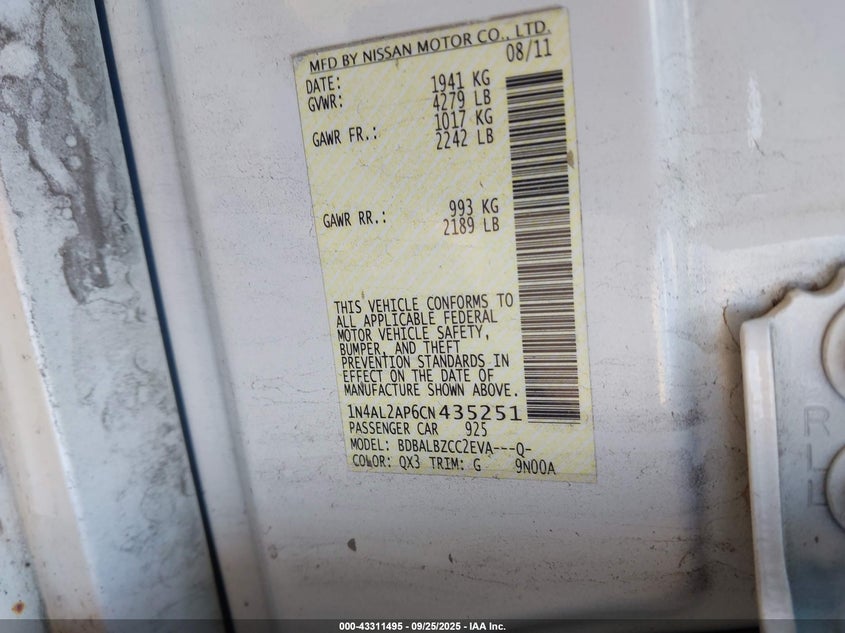 MFD BY NISSAN MOTOR CO., LTD.
08/11
DATE: 1941 KG
GVWR: 4279 LB
1017 KG
GAWR FR.: 2242 LB
993 KG
GAWR RR.: 2189 LB
THIS VEHICLE CONFORMS TO
ALL APPLICABLE FEDERAL
MOTOR VEHICLE SAFETY,
BUMPER, AND THEFT
PREVENTION STANDARDS IN
EFFECT ON THE DATE OF
MANUFACTURE SHOWN ABOVE.
1N4AL2AP6CN435251
PASSENGER CAR 925
MODEL: BDBALBZCC2EVA---Q-
COLOR: QX3 TRIM: G 9N00A
RLL
000-43311495 - 09/25/2025 - IAA Inc.